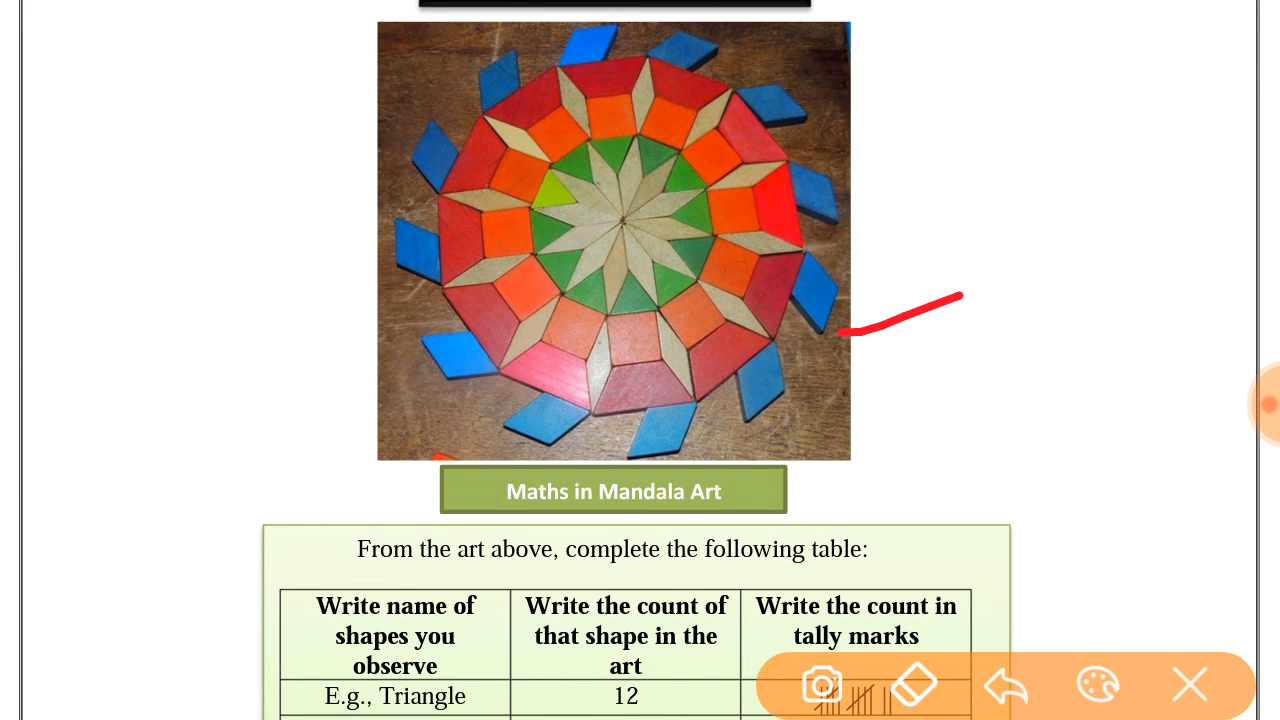 Maths in Mandala Art
From the art above, complete the following table:
Write name of shapes you observe
Write the count of that shape in the art
Write the count in tally marks
E.g., Triangle
12